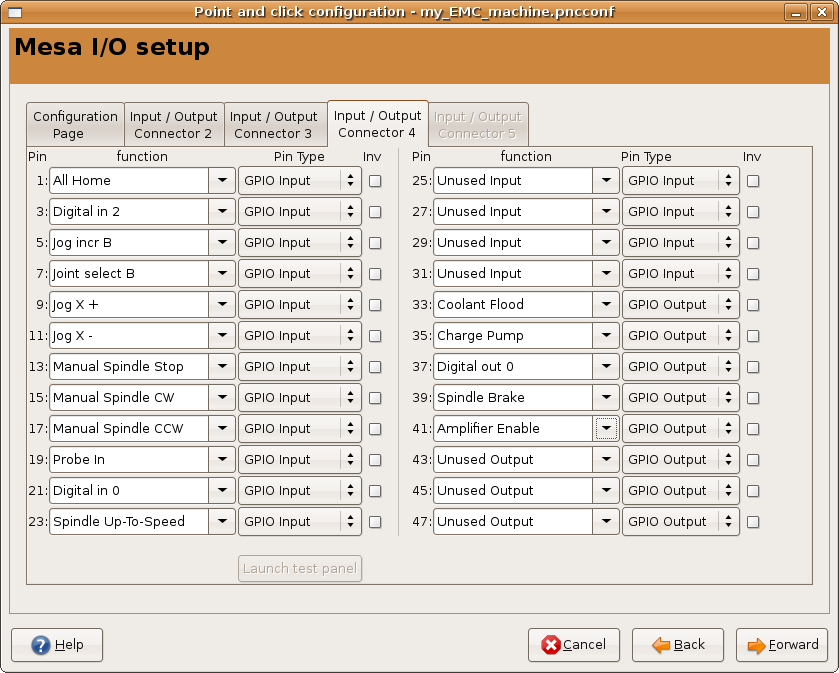 Point and click configuration - my_EMC_machine.pncconf
Mesa I/O setup
Configuration Page
Input / Output Connector 2
Input / Output Connector 3
Input / Output Connector 4
Input / Output Connector 5
Pin function Pin Type Inv
1: All Home GPIO Input
3: Digital in 2 GPIO Input
5: Jog incr B GPIO Input
7: Joint select B GPIO Input
9: Jog X + GPIO Input
11: Jog X - GPIO Input
13: Manual Spindle Stop GPIO Input
15: Manual Spindle CW GPIO Input
17: Manual Spindle CCW GPIO Input
19: Probe In GPIO Input
21: Digital in 0 GPIO Input
23: Spindle Up-To-Speed GPIO Input
Pin function Pin Type Inv
25: Unused Input GPIO Input
27: Unused Input GPIO Input
29: Unused Input GPIO Input
31: Unused Input GPIO Input
33: Coolant Flood GPIO Output
35: Charge Pump GPIO Output
37: Digital out 0 GPIO Output
39: Spindle Brake GPIO Output
41: Amplifier Enable GPIO Output
43: Unused Output GPIO Output
45: Unused Output GPIO Output
47: Unused Output GPIO Output
Launch test panel
Help Cancel Back Forward